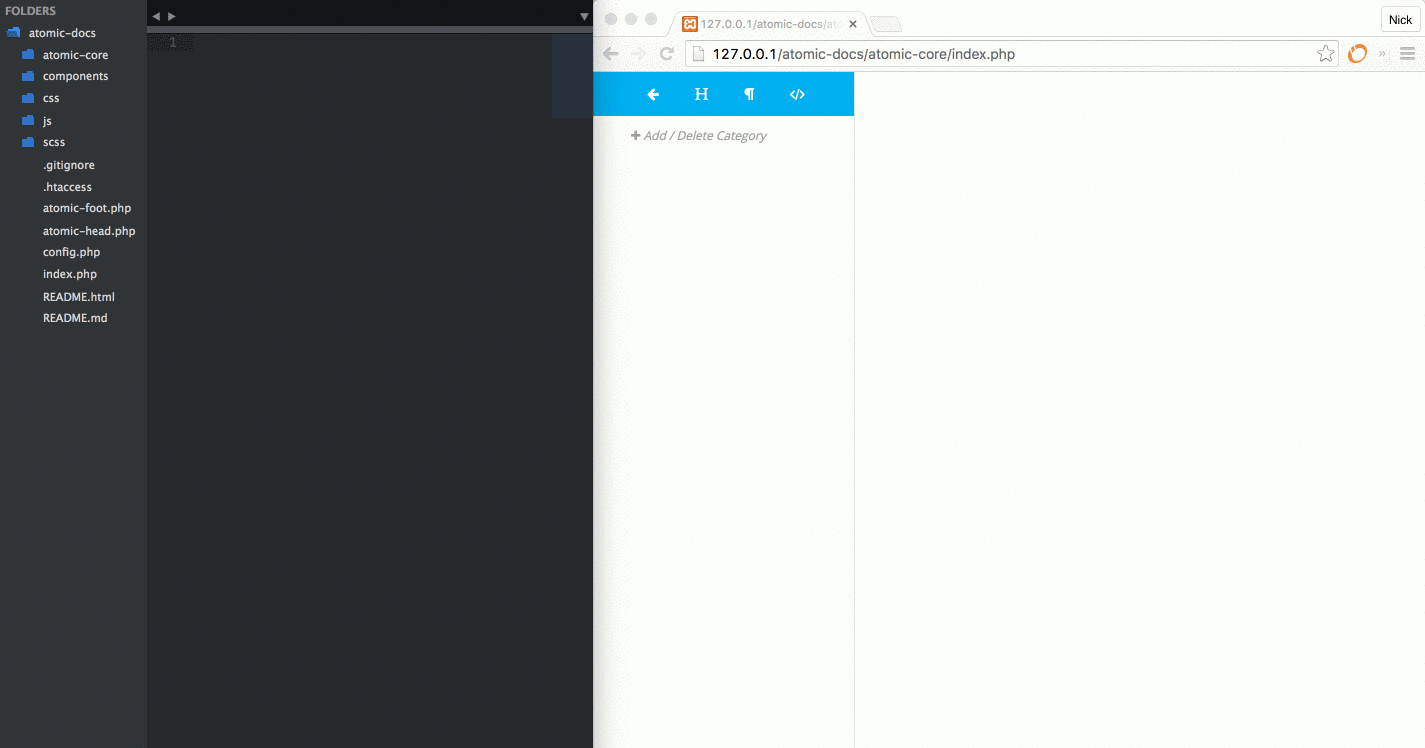 FOLDERS
atomic-docs
atomic-core
components
css
js
scss
.gitignore
.htaccess
atomic-foot.php
atomic-head.php
config.php
index.php
README.html
README.md
1
127.0.0.1/atomic-docs/ato
Nick
127.0.0.1/atomic-docs/atomic-core/index.php
H ¶ </>
+ Add / Delete Category